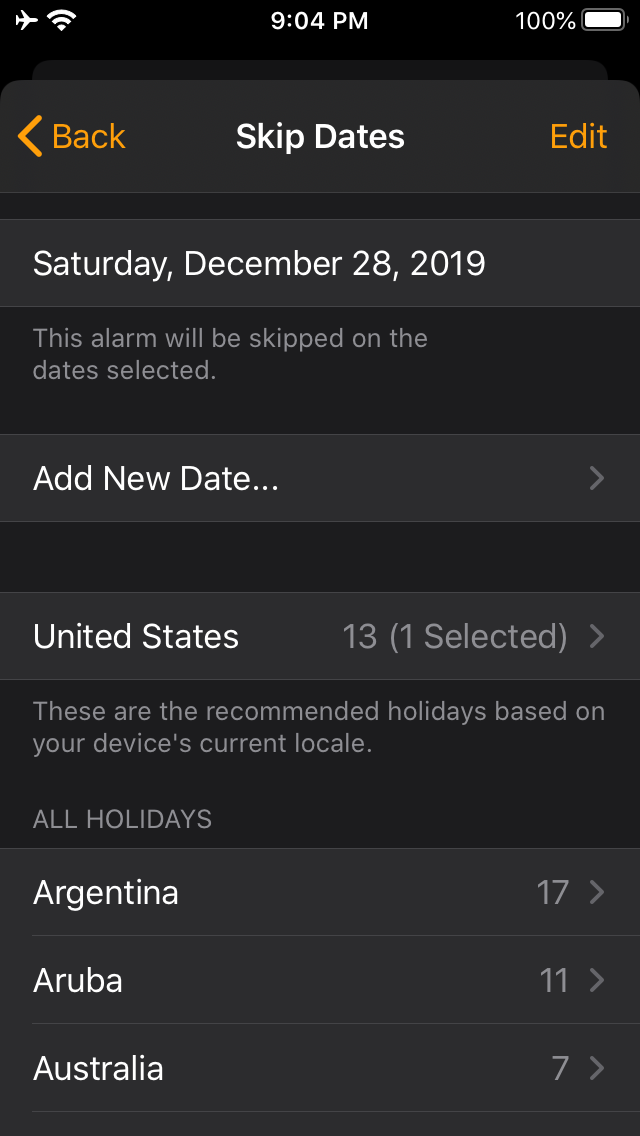 9:04 PM 100%
Back Skip Dates Edit
Saturday, December 28, 2019
This alarm will be skipped on the
dates selected.
Add New Date...
United States 13 (1 Selected)
These are the recommended holidays based on
your device's current locale.
ALL HOLIDAYS
Argentina 17
Aruba 11
Australia 7